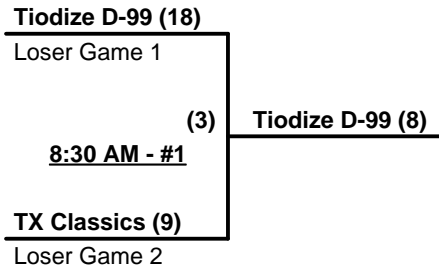 Tiodize D-99 (18)
Loser Game 1
(3)
Tiodize D-99 (8)
8:30 AM - #1
TX Classics (9)
Loser Game 2